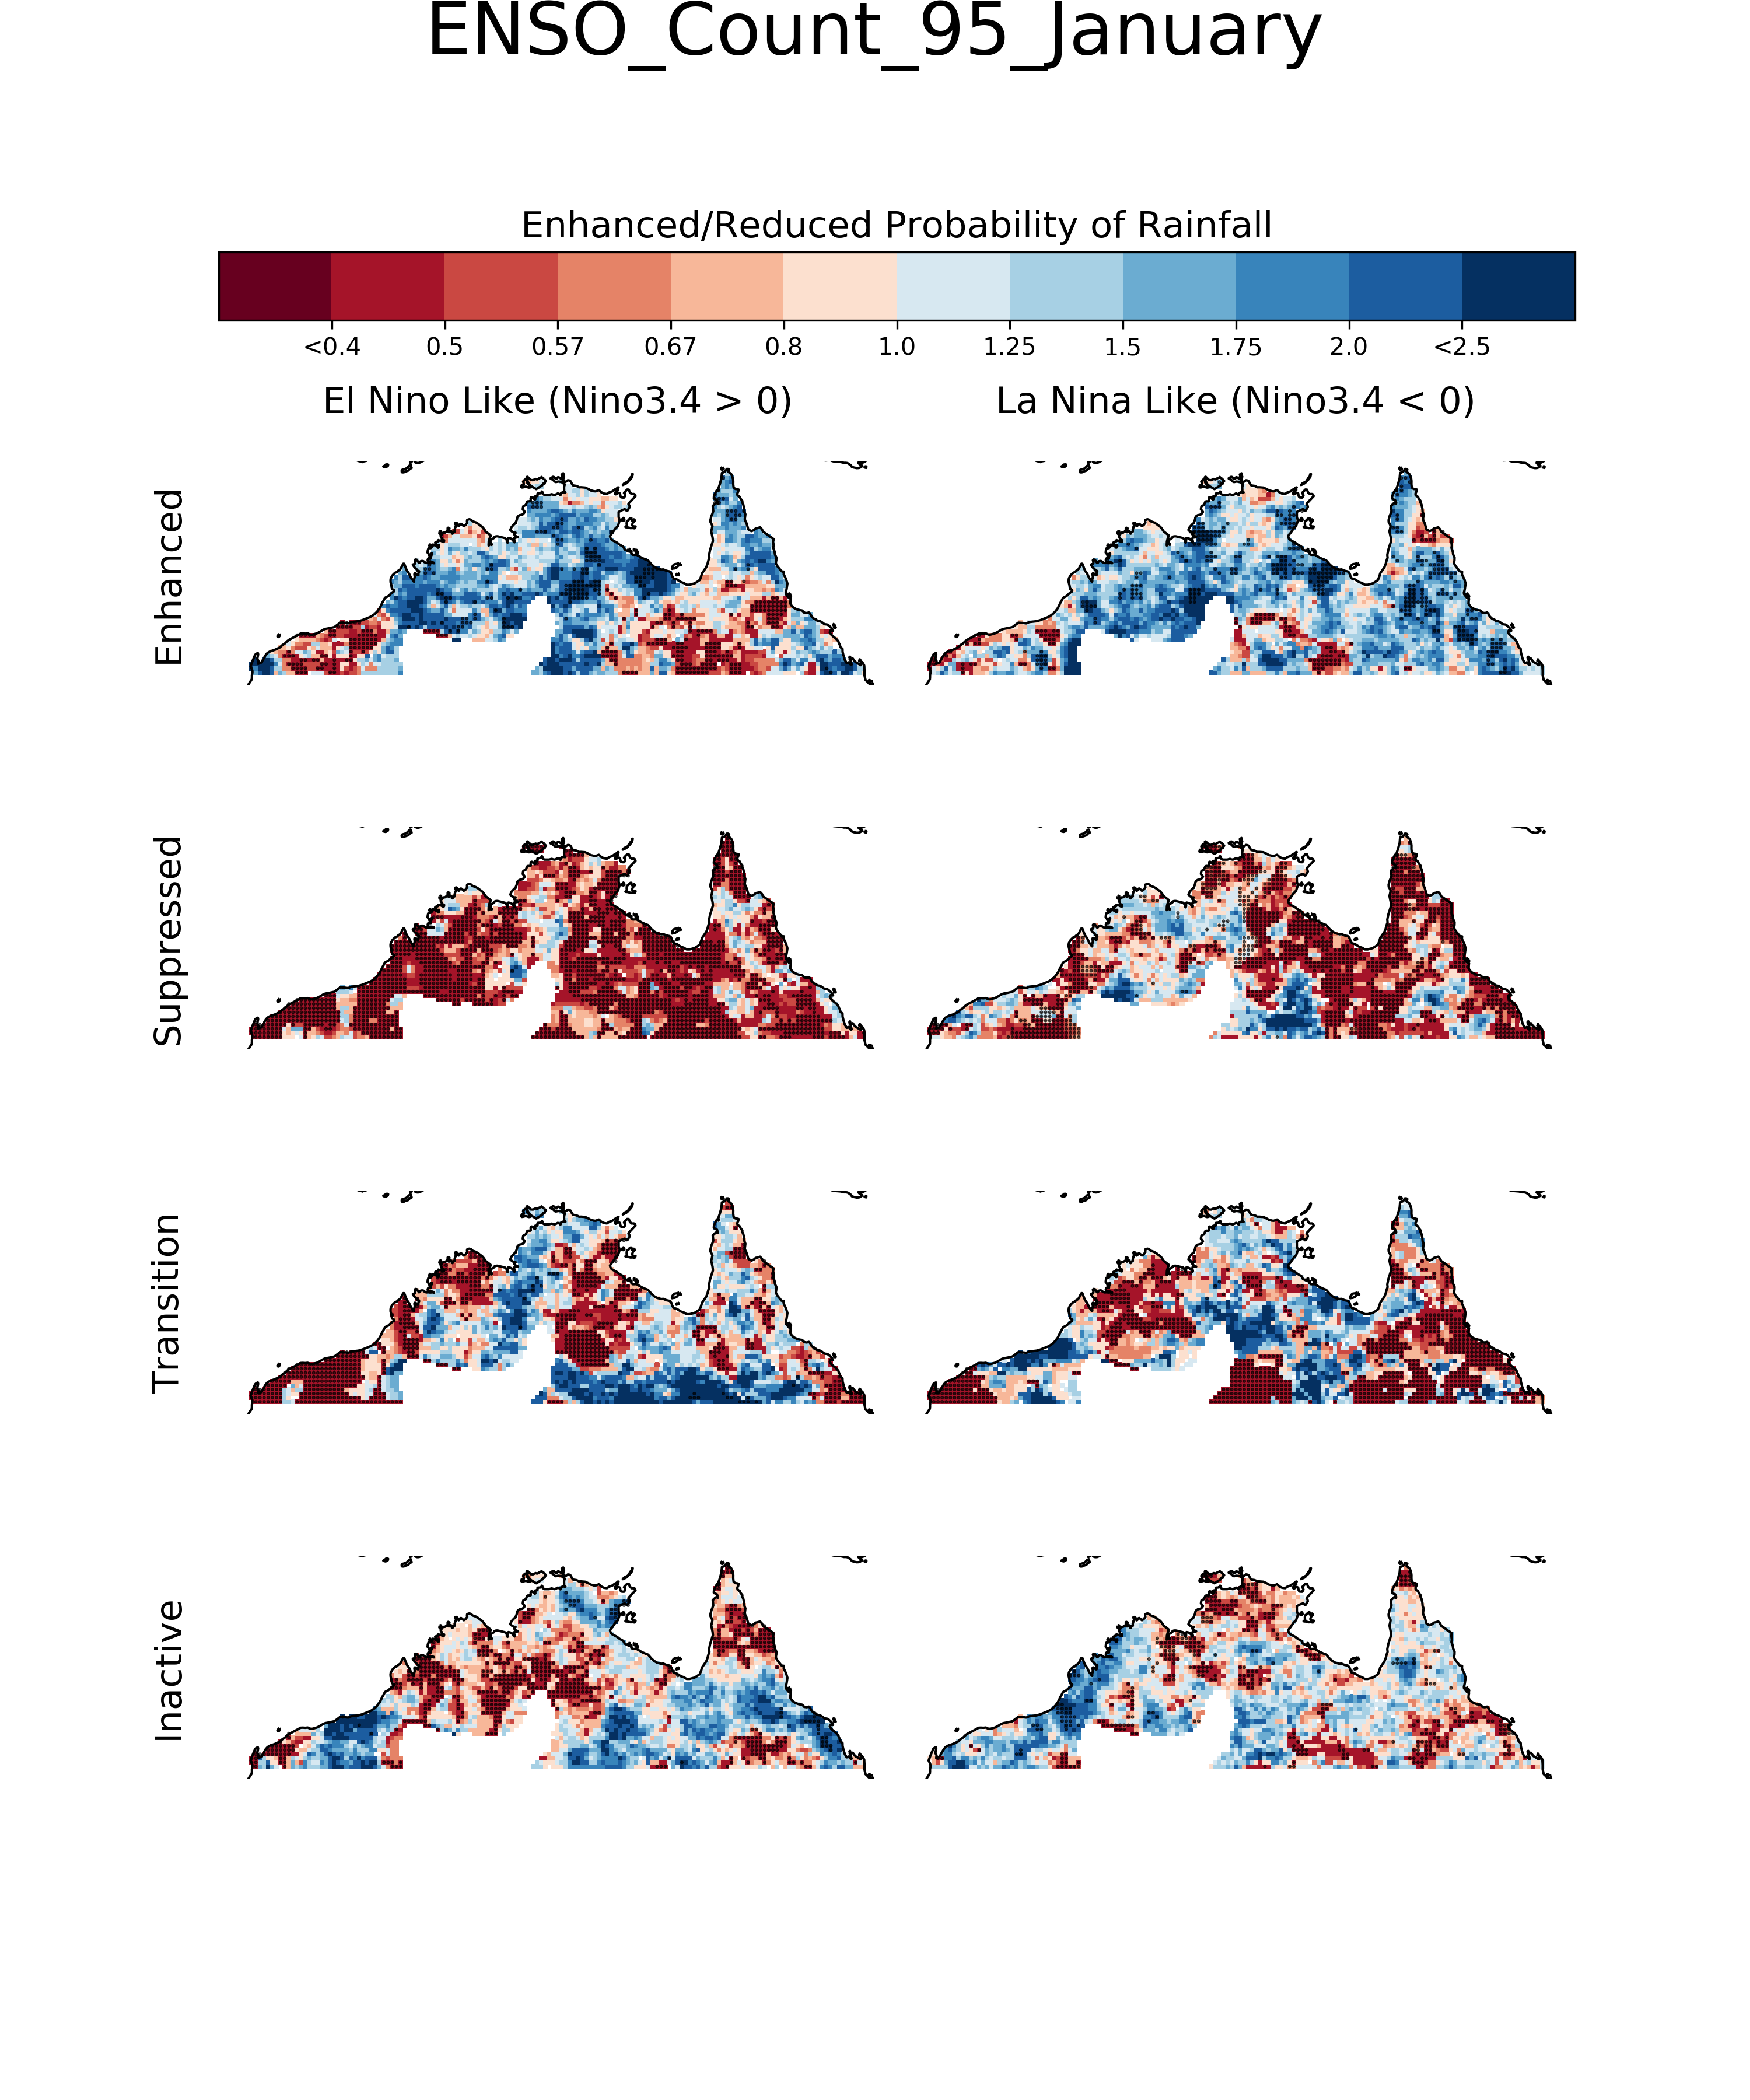 ENSO_Count_95_January
Enhanced/Reduced Probability of Rainfall
<0.4 0.5 0.57 0.67 0.8 1.0 1.25 1.5 1.75 2.0 <2.5
El Nino Like (Nino3.4 > 0) La Nina Like (Nino3.4 < 0)
Enhanced
Suppressed
Transition
Inactive